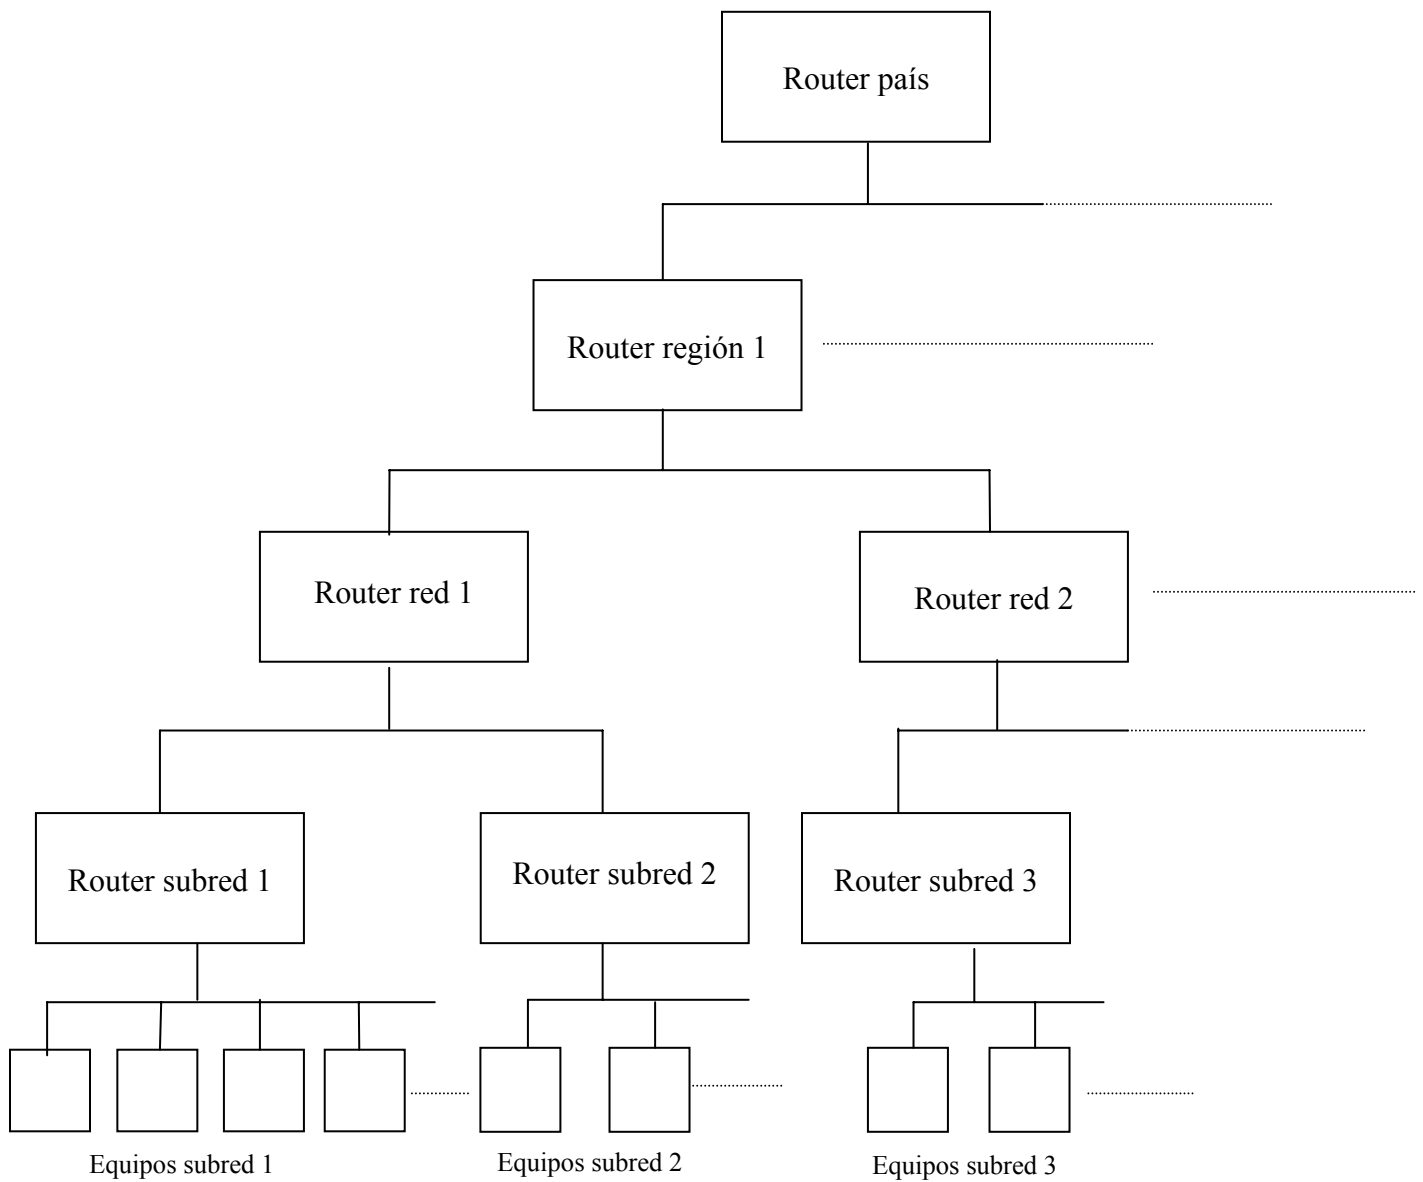 Router país
Router región 1
Router red 1
Router red 2
Router subred 1
Router subred 2
Router subred 3
Equipos subred 1
Equipos subred 2
Equipos subred 3